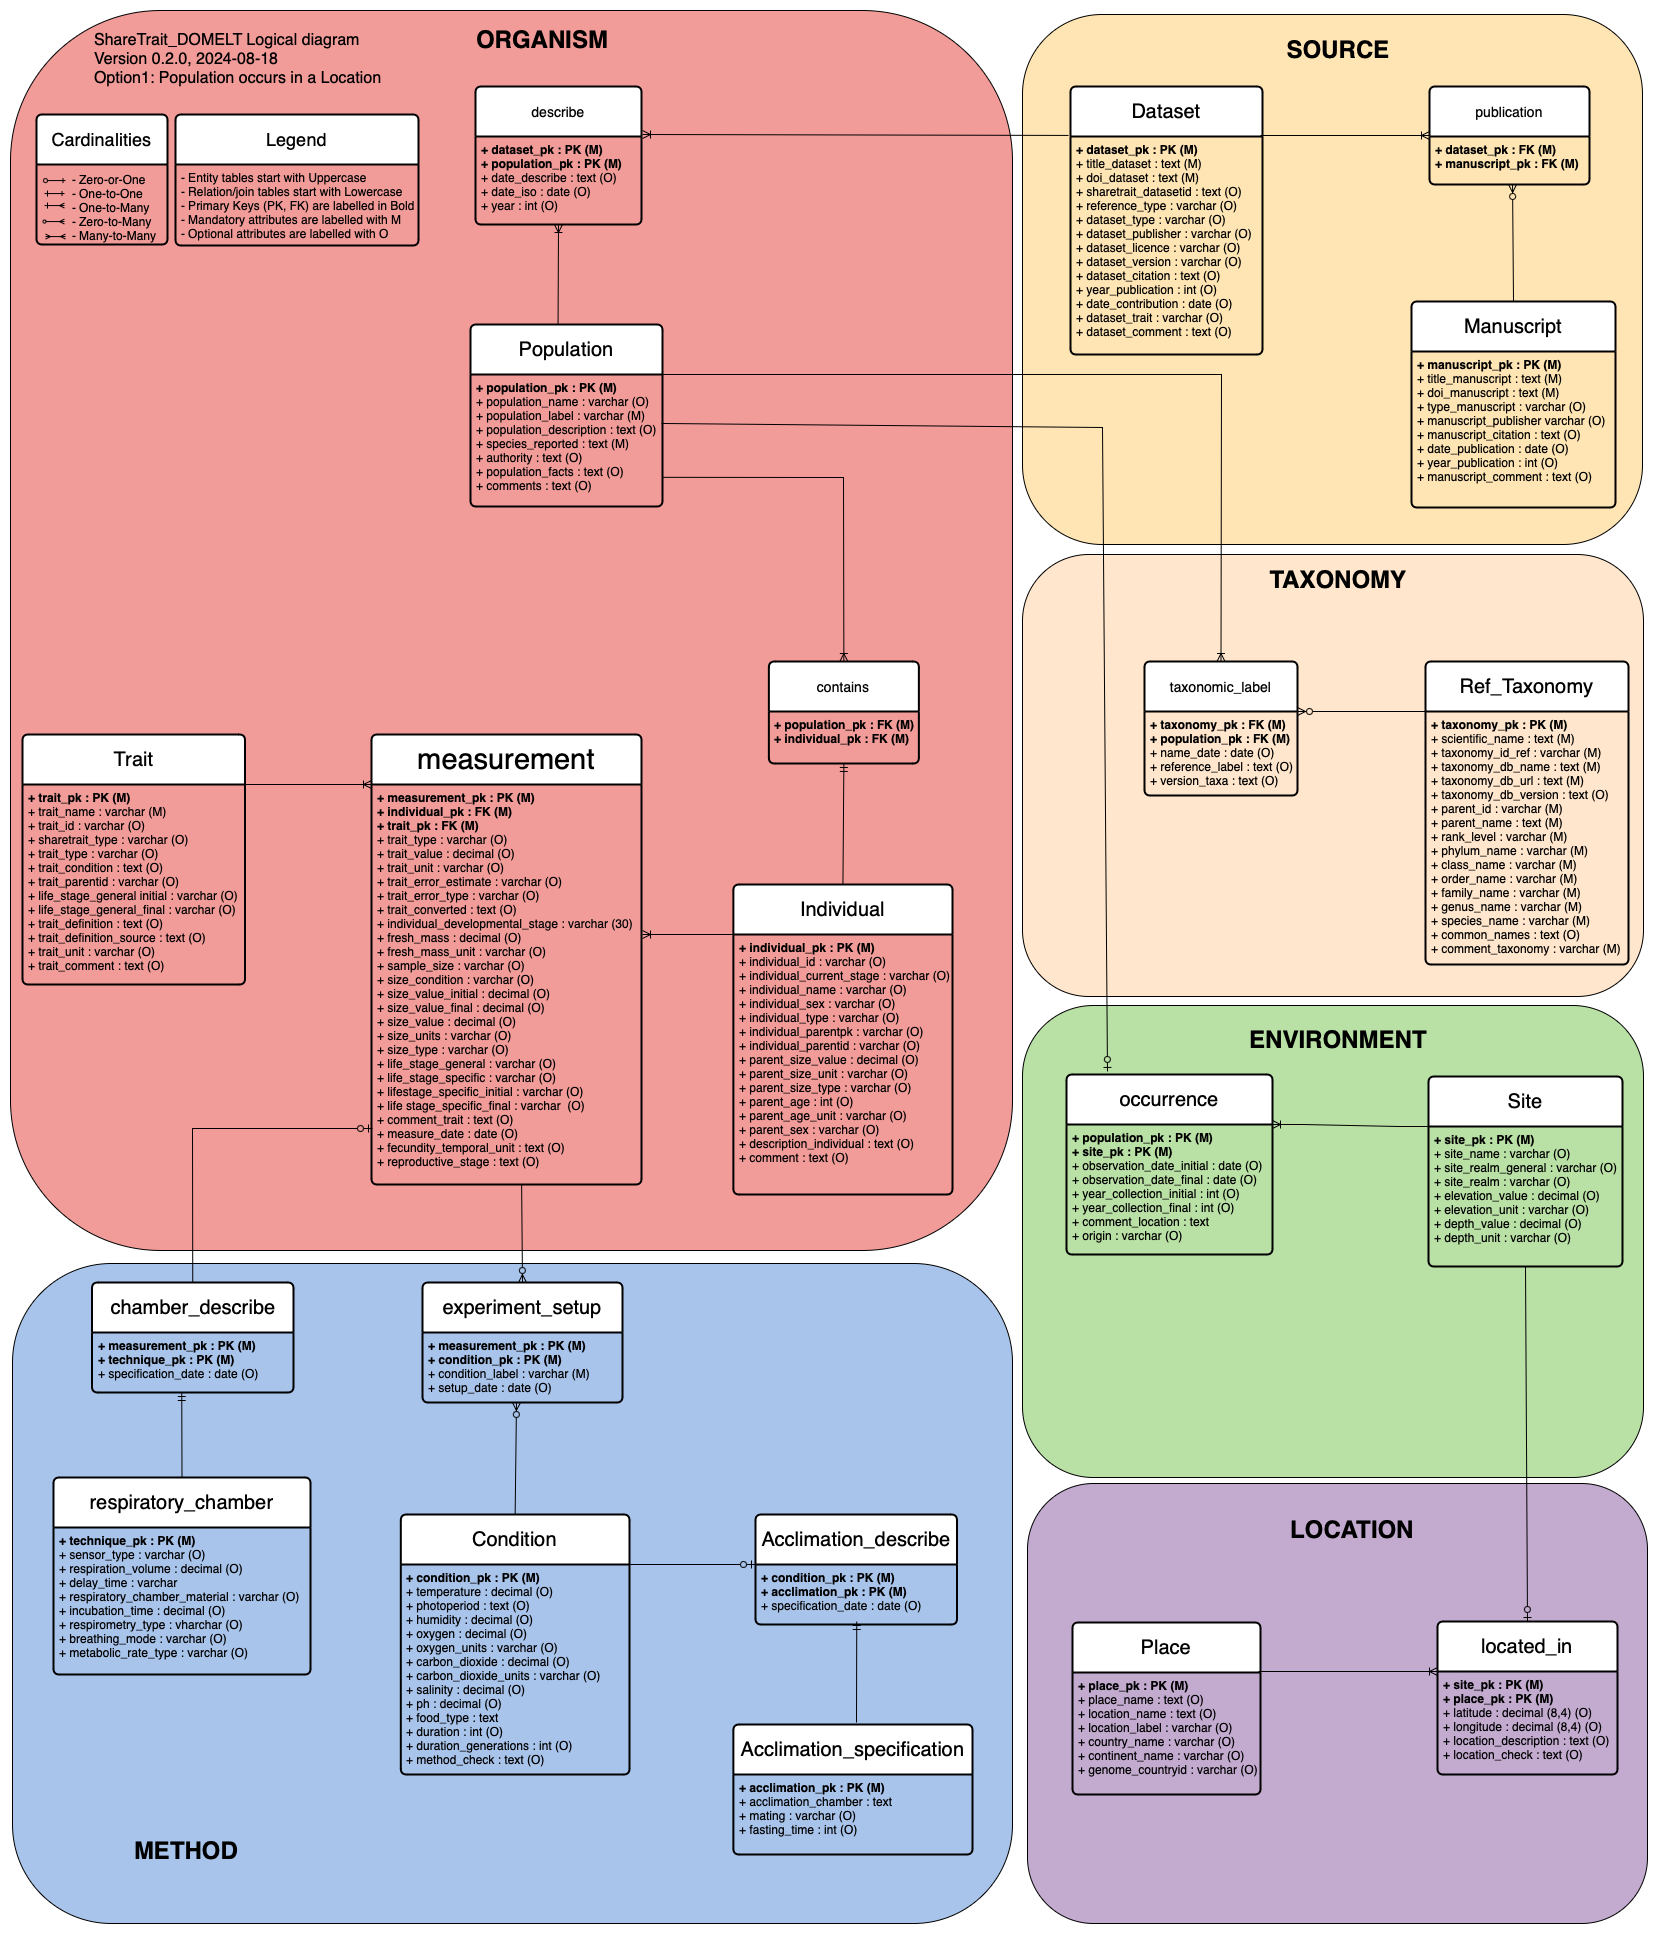 ShareTrait_DOMELT Logical diagram
Version 0.2.0, 2024-08-18
Option1: Population occurs in a Location
ORGANISM
Cardinalities
- Zero-or-One
- One-to-One
- One-to-Many
- Zero-to-Many
- Many-to-Many
Legend
- Entity tables start with Uppercase
- Relation/join tables start with Lowercase
- Primary Keys (PK, FK) are labelled in Bold
- Mandatory attributes are labelled with M
- Optional attributes are labelled with O
describe
+ dataset_pk : PK (M)
+ population_pk : PK (M)
+ date_describe : text (O)
+ date_iso : date (O)
+ year : int (O)
Population
+ population_pk : PK (M)
+ population_name : varchar (O)
+ population_label : varchar (M)
+ population_description : text (O)
+ species_reported : text (M)
+ authority : text (O)
+ population_facts : text (O)
+ comments : text (O)
contains
+ population_pk : FK (M)
+ individual_pk : FK (M)
Trait
+ trait_pk : PK (M)
+ trait_name : varchar (M)
+ trait_id : varchar (O)
+ sharetrait_type : varchar (O)
+ trait_type : varchar (O)
+ trait_condition : text (O)
+ trait_parentid : varchar (O)
+ life_stage_general initial : varchar (O)
+ life_stage_general_final : varchar (O)
+ trait_definition : text (O)
+ trait_definition_source : text (O)
+ trait_unit : varchar (O)
+ trait_comment : text (O)
measurement
+ measurement_pk : PK (M)
+ individual_pk : FK (M)
+ trait_pk : FK (M)
+ trait_type : varchar (O)
+ trait_value : decimal (O)
+ trait_unit : varchar (O)
+ trait_error_estimate : varchar (O)
+ trait_error_type : varchar (O)
+ trait_converted : text (O)
+ individual_developmental_stage : varchar (30)
+ fresh_mass : decimal (O)
+ fresh_mass_unit : varchar (O)
+ sample_size : varchar (O)
+ size_condition : varchar (O)
+ size_value_initial : decimal (O)
+ size_value_final : decimal (O)
+ size_value : decimal (O)
+ size_units : varchar (O)
+ size_type : varchar (O)
+ life_stage_general : varchar (O)
+ life_stage_specific : varchar (O)
+ lifestage_specific_initial : varchar (O)
+ life stage_specific_final : varchar (O)
+ comment_trait : text (O)
+ measure_date : date (O)
+ fecundity_temporal_unit : text (O)
+ reproductive_stage : text (O)
Individual
+ individual_pk : PK (M)
+ individual_id : varchar (O)
+ individual_current_stage : varchar (O)
+ individual_name : varchar (O)
+ individual_sex : varchar (O)
+ individual_type : varchar (O)
+ individual_parentpk : varchar (O)
+ individual_parentid : varchar (O)
+ parent_size_value : decimal (O)
+ parent_size_unit : varchar (O)
+ parent_size_type : varchar (O)
+ parent_age : int (O)
+ parent_age_unit : varchar (O)
+ parent_sex : varchar (O)
+ description_individual : text (O)
+ comment : text (O)
SOURCE
Dataset
+ dataset_pk : PK (M)
+ title_dataset : text (M)
+ doi_dataset : text (M)
+ sharetrait_datasetid : text (O)
+ reference_type : varchar (O)
+ dataset_type : varchar (O)
+ dataset_publisher : varchar (O)
+ dataset_licence : varchar (O)
+ dataset_version : varchar (O)
+ dataset_citation : text (O)
+ year_publication : int (O)
+ date_contribution : date (O)
+ dataset_trait : varchar (O)
+ dataset_comment : text (O)
publication
+ dataset_pk : FK (M)
+ manuscript_pk : FK (M)
Manuscript
+ manuscript_pk : PK (M)
+ title_manuscript : text (M)
+ doi_manuscript : text (M)
+ type_manuscript : varchar (O)
+ manuscript_publisher varchar (O)
+ manuscript_citation : text (O)
+ date_publication : date (O)
+ year_publication : int (O)
+ manuscript_comment : text (O)
TAXONOMY
taxonomic_label
+ taxonomy_pk : FK (M)
+ population_pk : FK (M)
+ name_date : date (O)
+ reference_label : text (O)
+ version_taxa : text (O)
Ref_Taxonomy
+ taxonomy_pk : PK (M)
+ scientific_name : text (M)
+ taxonomy_id_ref : varchar (M)
+ taxonomy_db_name : text (M)
+ taxonomy_db_url : text (M)
+ taxonomy_db_version : text (O)
+ parent_id : varchar (M)
+ parent_name : text (M)
+ rank_level : varchar (M)
+ phylum_name : varchar (M)
+ class_name : varchar (M)
+ order_name : varchar (M)
+ family_name : varchar (M)
+ genus_name : varchar (M)
+ species_name : varchar (M)
+ common_names : text (O)
+ comment_taxonomy : varchar (M)
ENVIRONMENT
occurrence
+ population_pk : PK (M)
+ site_pk : PK (M)
+ observation_date_initial : date (O)
+ observation_date_final : date (O)
+ year_collection_initial : int (O)
+ year_collection_final : int (O)
+ comment_location : text
+ origin : varchar (O)
Site
+ site_pk : PK (M)
+ site_name : varchar (O)
+ site_realm_general : varchar (O)
+ site_realm : varchar (O)
+ elevation_value : decimal (O)
+ elevation_unit : varchar (O)
+ depth_value : decimal (O)
+ depth_unit : varchar (O)
chamber_describe
+ measurement_pk : PK (M)
+ technique_pk : PK (M)
+ specification_date : date (O)
experiment_setup
+ measurement_pk : PK (M)
+ condition_pk : PK (M)
+ condition_label : varchar (M)
+ setup_date : date (O)
respiratory_chamber
+ technique_pk : PK (M)
+ sensor_type : varchar (O)
+ respiration_volume : decimal (O)
+ delay_time : varchar
+ respiratory_chamber_material : varchar (O)
+ incubation_time : decimal (O)
+ respirometry_type : vharchar (O)
+ breathing_mode : varchar (O)
+ metabolic_rate_type : varchar (O)
Condition
+ condition_pk : PK (M)
+ temperature : decimal (O)
+ photoperiod : text (O)
+ humidity : decimal (O)
+ oxygen : decimal (O)
+ oxygen_units : varchar (O)
+ carbon_dioxide : decimal (O)
+ carbon_dioxide_units : varchar (O)
+ salinity : decimal (O)
+ ph : decimal (O)
+ food_type : text
+ duration : int (O)
+ duration_generations : int (O)
+ method_check : text (O)
Acclimation_describe
+ condition_pk : PK (M)
+ acclimation_pk : PK (M)
+ specification_date : date (O)
Acclimation_specification
+ acclimation_pk : PK (M)
+ acclimation_chamber : text
+ mating : varchar (O)
+ fasting_time : int (O)
METHOD
LOCATION
Place
+ place_pk : PK (M)
+ place_name : text (O)
+ location_name : text (O)
+ location_label : varchar (O)
+ country_name : varchar (O)
+ continent_name : varchar (O)
+ genome_countryid : varchar (O)
located_in
+ site_pk : PK (M)
+ place_pk : PK (M)
+ latitude : decimal (8,4) (O)
+ longitude : decimal (8,4) (O)
+ location_description : text (O)
+ location_check : text (O)